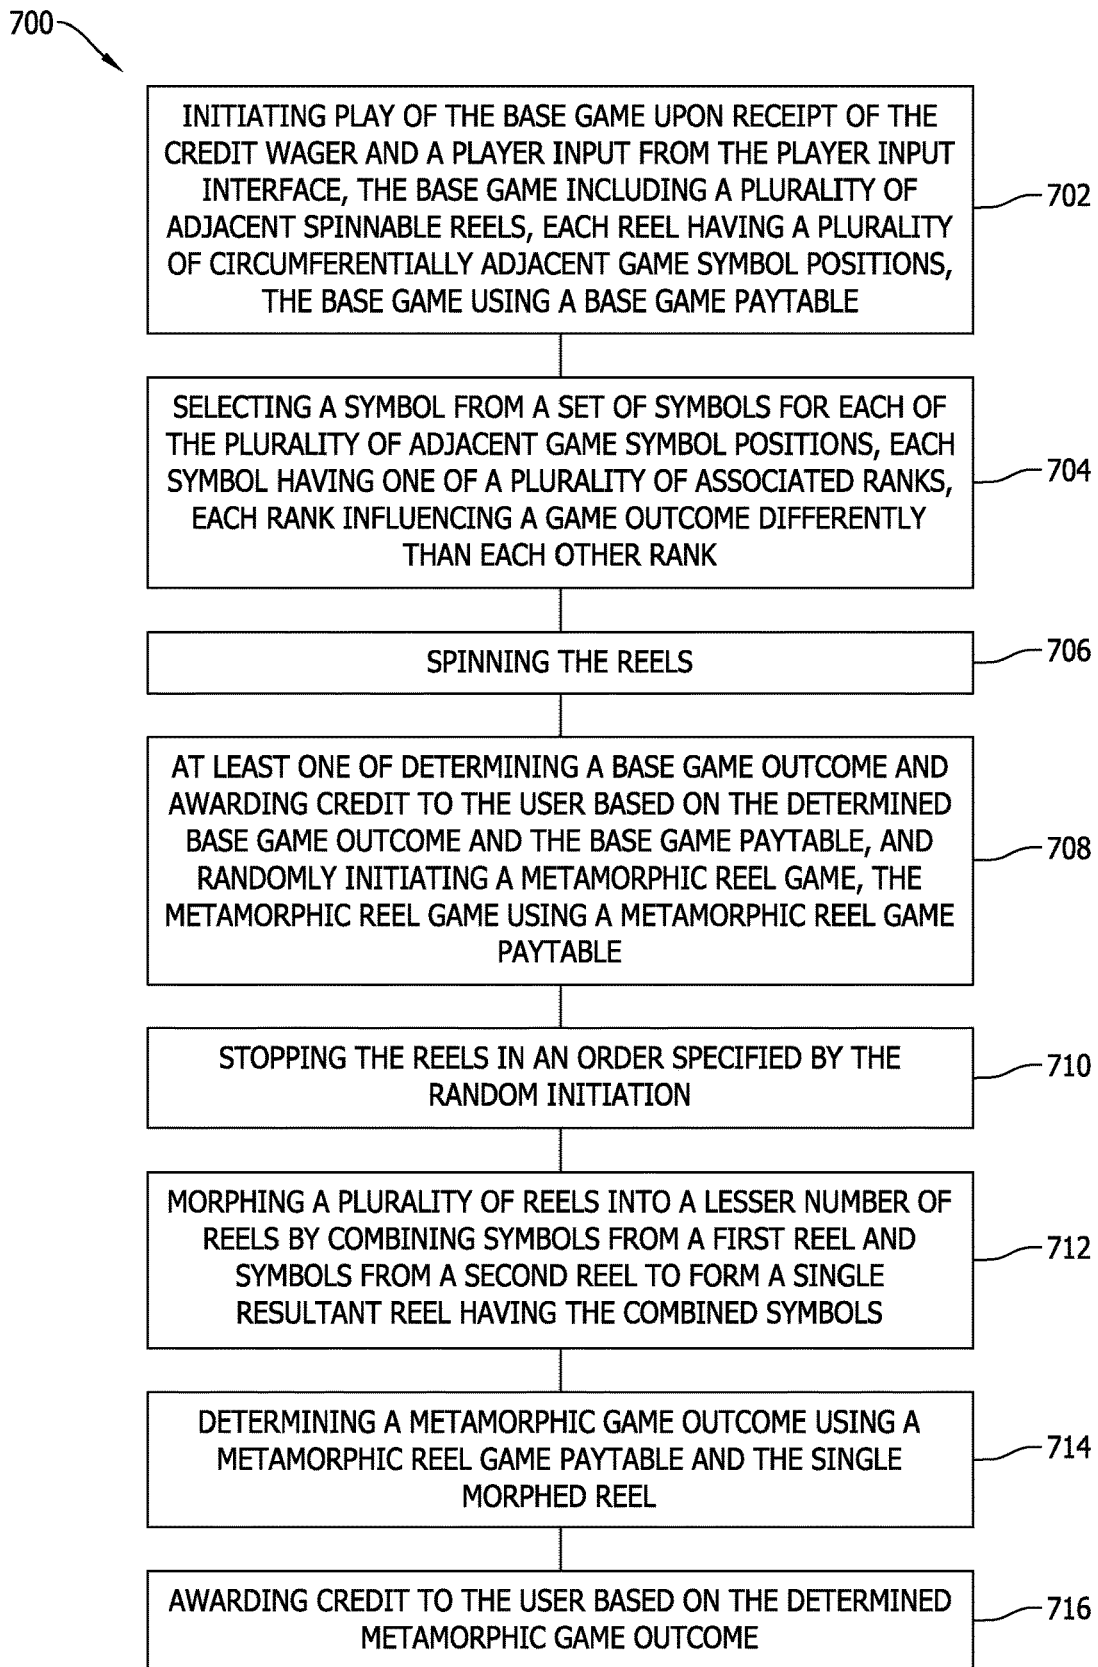 700
INITIATING PLAY OF THE BASE GAME UPON RECEIPT OF THE
CREDIT WAGER AND A PLAYER INPUT FROM THE PLAYER INPUT
INTERFACE, THE BASE GAME INCLUDING A PLURALITY OF
ADJACENT SPINNABLE REELS, EACH REEL HAVING A PLURALITY
OF CIRCUMFERENTIALLY ADJACENT GAME SYMBOL POSITIONS,
THE BASE GAME USING A BASE GAME PAYTABLE
702
SELECTING A SYMBOL FROM A SET OF SYMBOLS FOR EACH OF
THE PLURALITY OF ADJACENT GAME SYMBOL POSITIONS, EACH
SYMBOL HAVING ONE OF A PLURALITY OF ASSOCIATED RANKS,
EACH RANK INFLUENCING A GAME OUTCOME DIFFERENTLY
THAN EACH OTHER RANK
704
SPINNING THE REELS
706
AT LEAST ONE OF DETERMINING A BASE GAME OUTCOME AND
AWARDING CREDIT TO THE USER BASED ON THE DETERMINED
BASE GAME OUTCOME AND THE BASE GAME PAYTABLE, AND
RANDOMLY INITIATING A METAMORPHIC REEL GAME, THE
METAMORPHIC REEL GAME USING A METAMORPHIC REEL GAME
PAYTABLE
708
STOPPING THE REELS IN AN ORDER SPECIFIED BY THE
RANDOM INITIATION
710
MORPHING A PLURALITY OF REELS INTO A LESSER NUMBER OF
REELS BY COMBINING SYMBOLS FROM A FIRST REEL AND
SYMBOLS FROM A SECOND REEL TO FORM A SINGLE
RESULTANT REEL HAVING THE COMBINED SYMBOLS
712
DETERMINING A METAMORPHIC GAME OUTCOME USING A
METAMORPHIC REEL GAME PAYTABLE AND THE SINGLE
MORPHED REEL
714
AWARDING CREDIT TO THE USER BASED ON THE DETERMINED
METAMORPHIC GAME OUTCOME
716